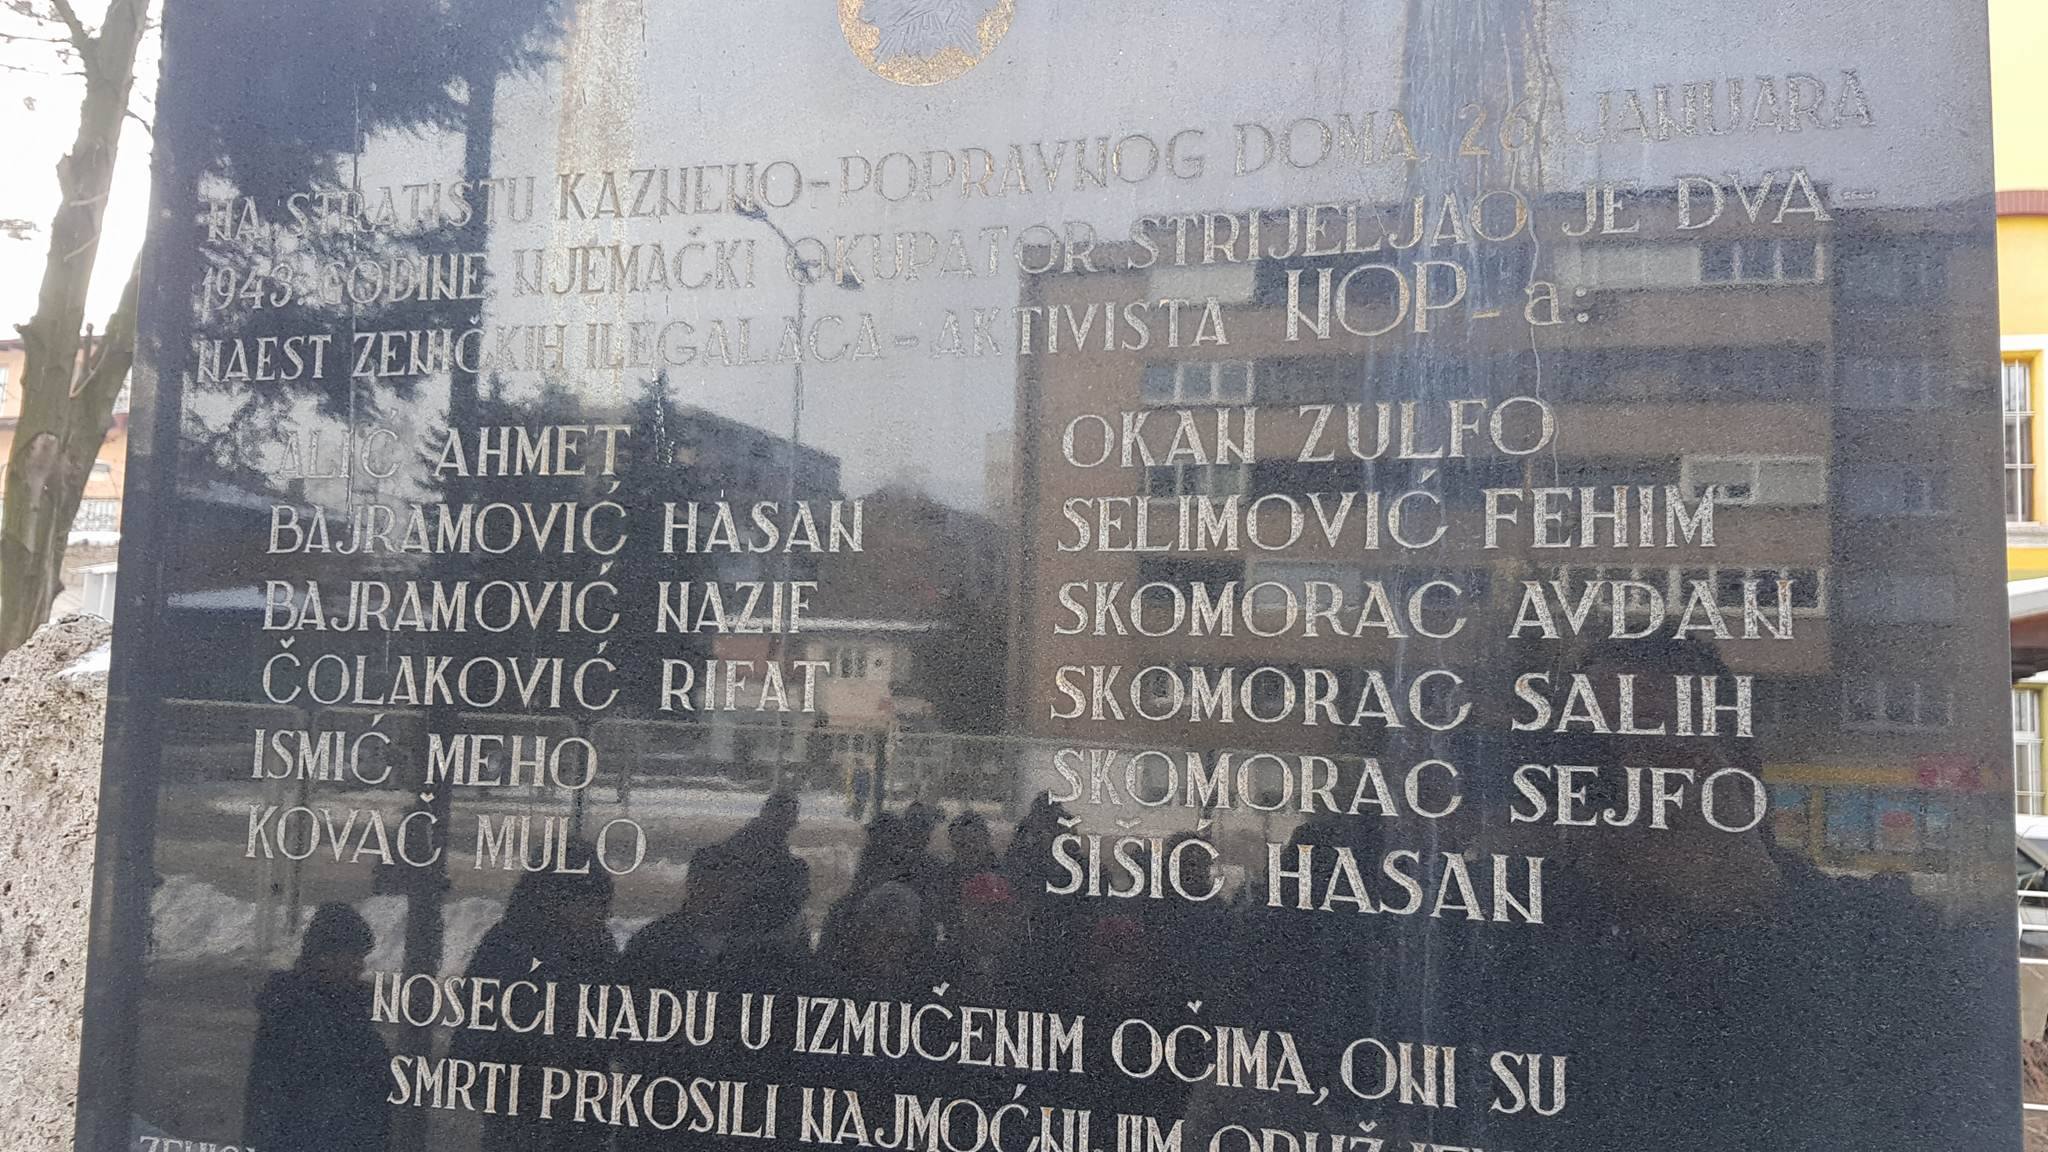 NA STRATISTU KAZNENO-POPRAVNOG DOMA, 26. JANUARA
1943. GODINE NJEMAČKI OKUPATOR STRIJELJAO JE DVA-
NAEST ZENIČKIH ILEGALACA-AKTIVISTA NOP-a:
ALIĆ AHMET
BAJRAMOVIĆ HASAN
BAJRAMOVIĆ NAZIF
ČOLAKOVIĆ RIFAT
ISMIĆ MEHO
KOVAČ MULO
OKAN ZULFO
SELIMOVIĆ FEHIM
SKOMORAC AVDAN
SKOMORAC SALIH
SKOMORAC SEJFO
ŠIŠIĆ HASAN
NOSEĆI NADU U IZMUČENIM OČIMA, ONI SU
SMRTI PRKOSILI NAJMOĆNIJIM